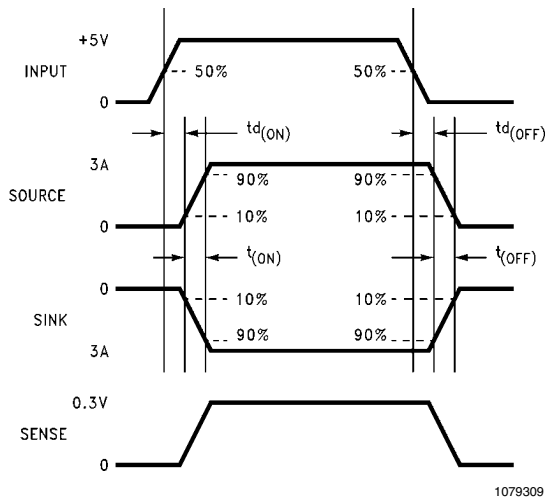 +5V
INPUT
50%
50%
0
td(ON)
td(OFF)
3A
90%
90%
SOURCE
10%
10%
0
t(ON)
t(OFF)
0
10%
10%
SINK
90%
90%
3A
0.3V
SENSE
0
1079309